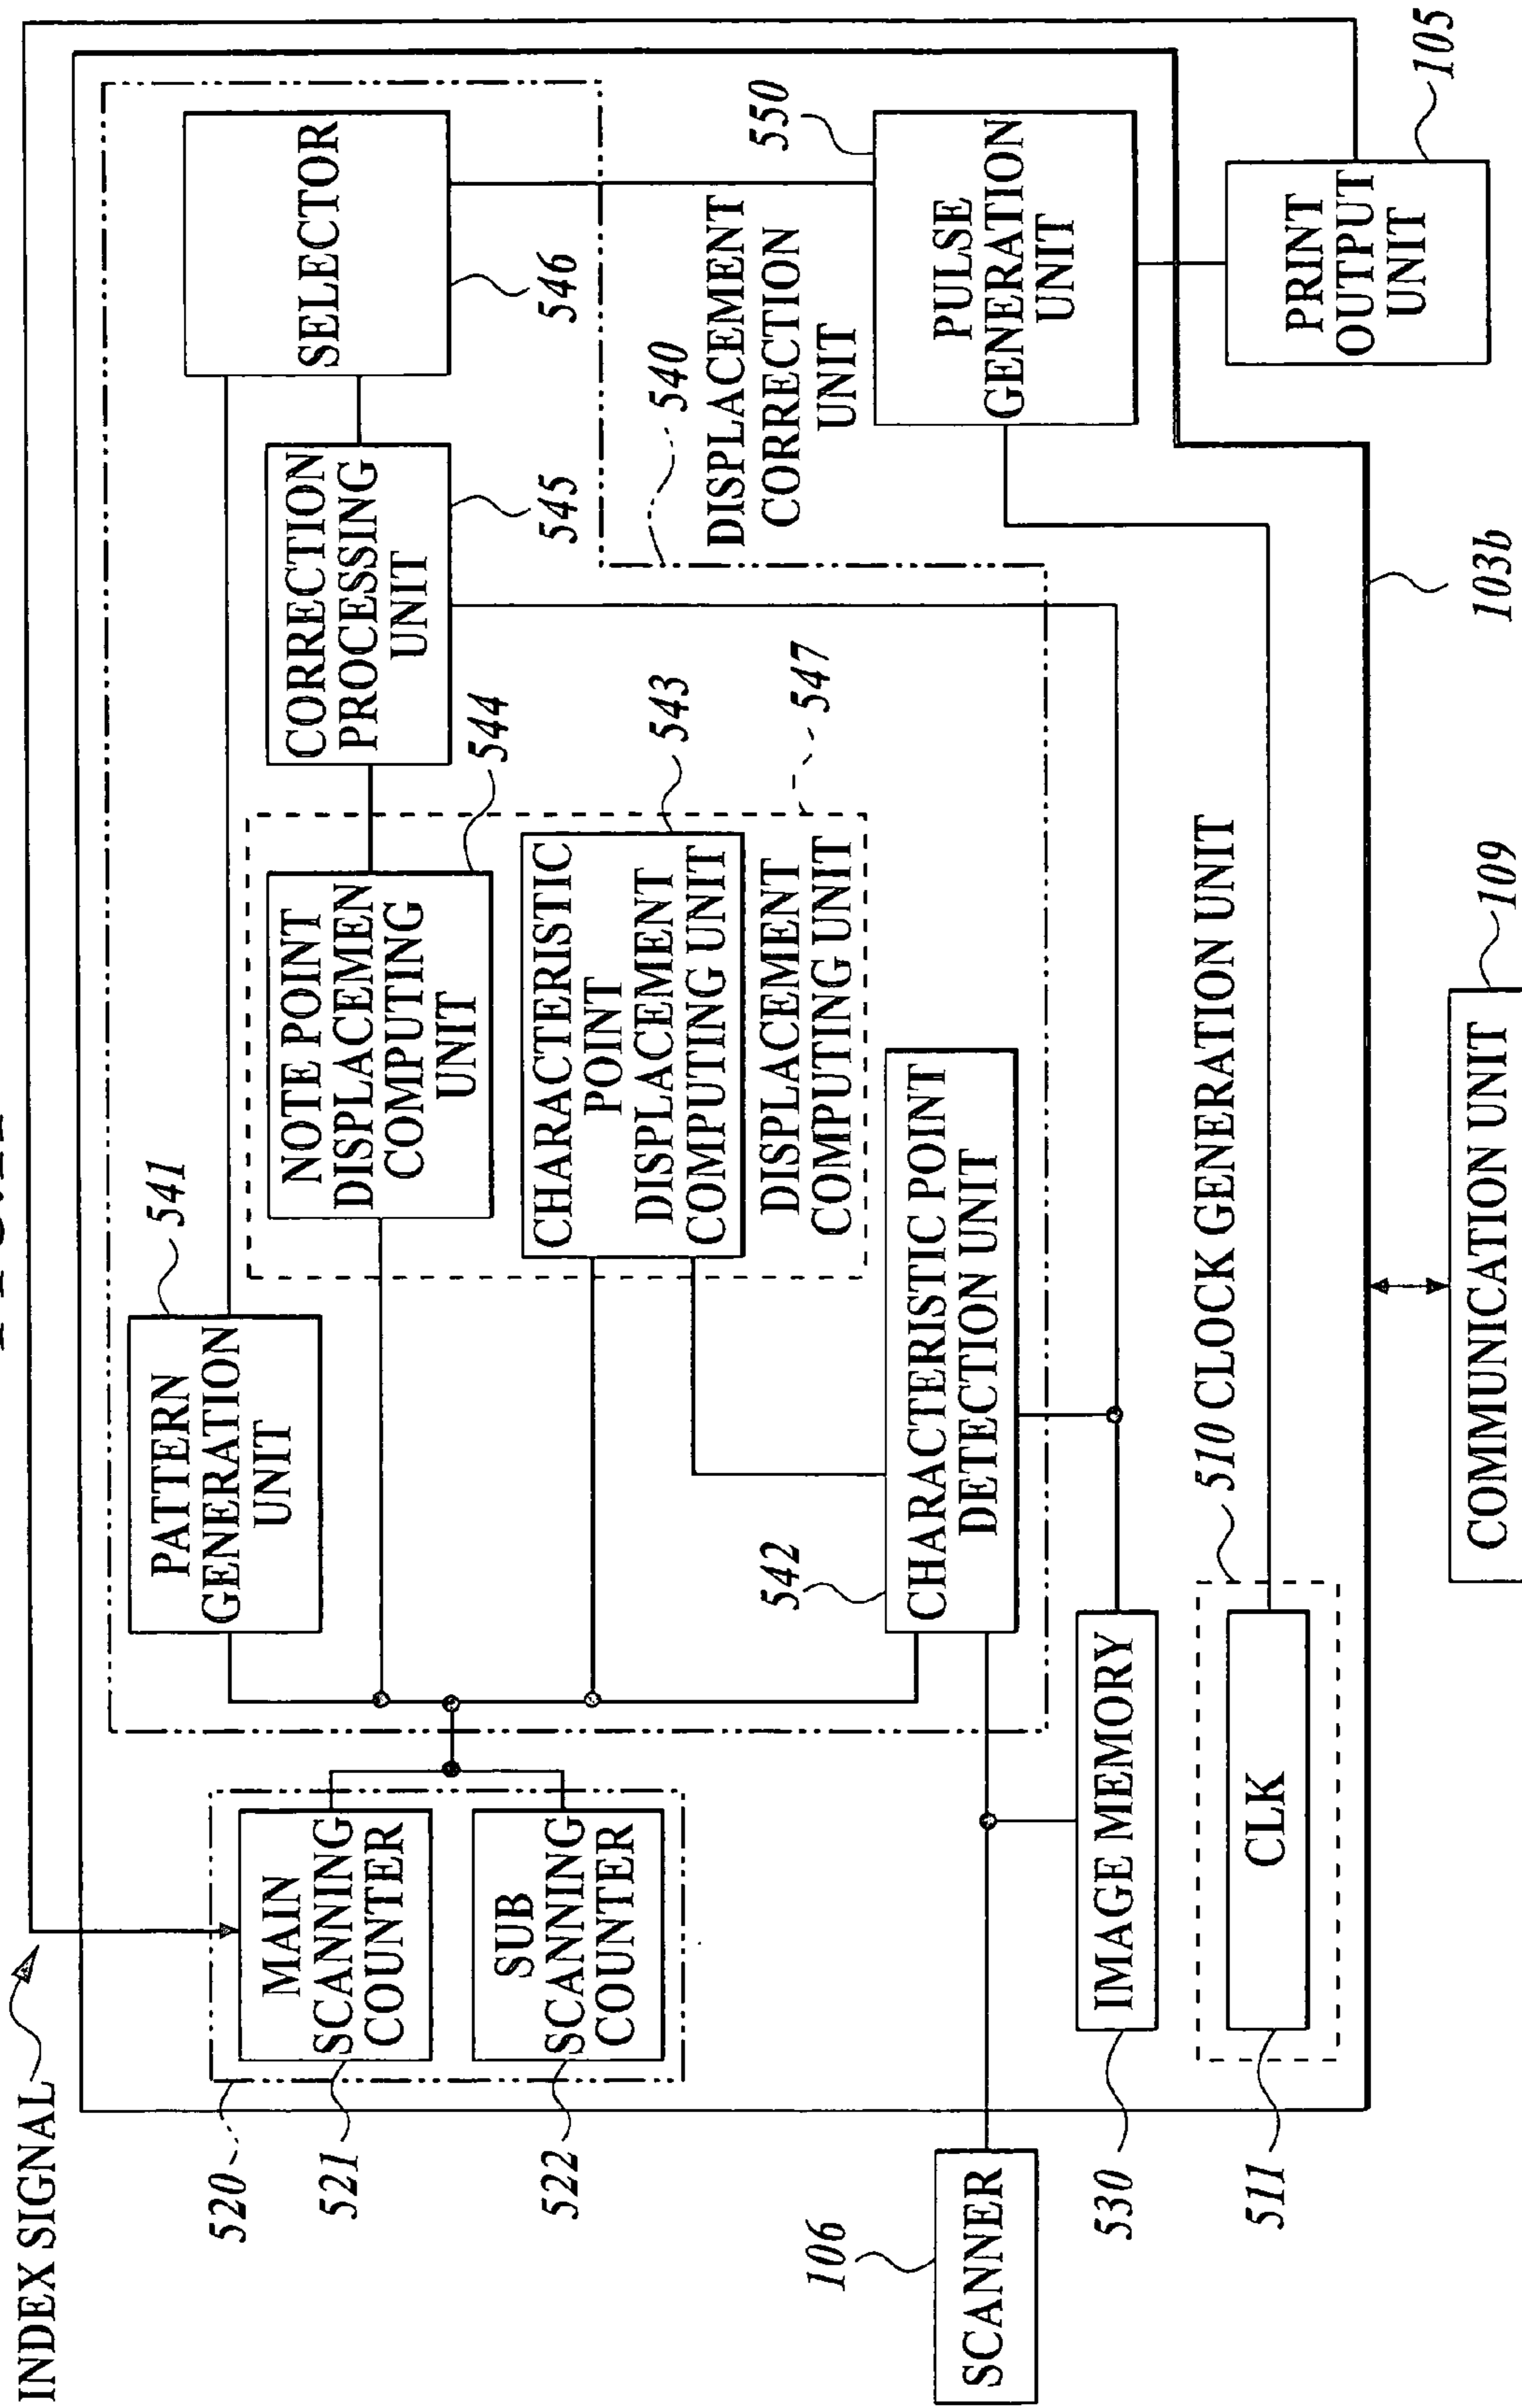 INDEX SIGNAL
520
521
522
MAIN
SCANNING
COUNTER
SUB
SCANNING
COUNTER
541
PATTERN
GENERATION
UNIT
NOTE POINT
DISPLACEMEN
COMPUTING
UNIT
544
CORRECTION
PROCESSING
UNIT
545
SELECTOR
546
CHARACTERISTIC
POINT
DISPLACEMENT
COMPUTING UNIT
543
DISPLACEMENT
COMPUTING UNIT
547
540
DISPLACEMENT
CORRECTION
UNIT
542
CHARACTERISTIC POINT
DETECTION UNIT
550
PULSE
GENERATION
UNIT
106
SCANNER
530
IMAGE MEMORY
510 CLOCK GENERATION UNIT
511
CLK
PRINT
OUTPUT
UNIT
105
103b
COMMUNICATION UNIT
109